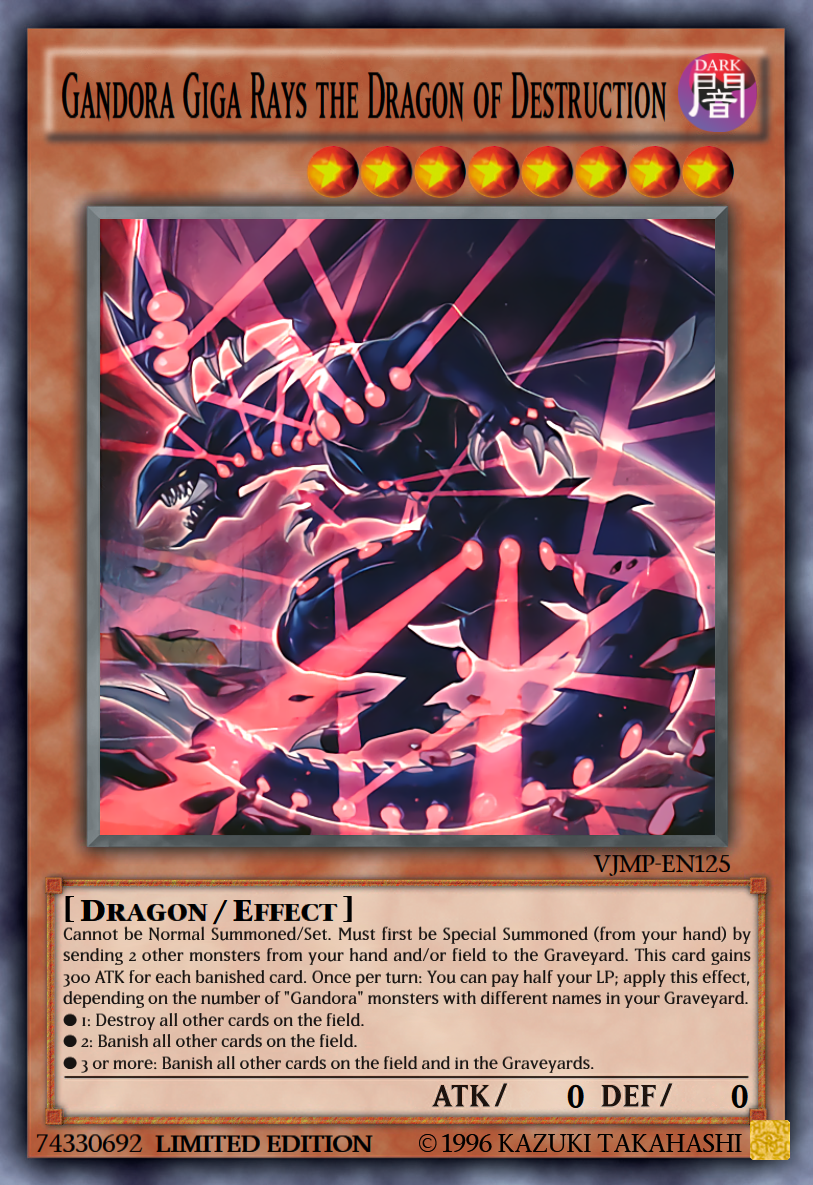 Gandora Giga Rays the Dragon of Destruction
DARK
闇
VJMP-EN125
[ Dragon / Effect ]
Cannot be Normal Summoned/Set. Must first be Special Summoned (from your hand) by
sending 2 other monsters from your hand and/or field to the Graveyard. This card gains
300 ATK for each banished card. Once per turn: You can pay half your LP; apply this effect,
depending on the number of "Gandora" monsters with different names in your Graveyard.
● 1: Destroy all other cards on the field.
● 2: Banish all other cards on the field.
● 3 or more: Banish all other cards on the field and in the Graveyards.
ATK/ 0 DEF/ 0
74330692 LIMITED EDITION ©1996 KAZUKI TAKAHASHI